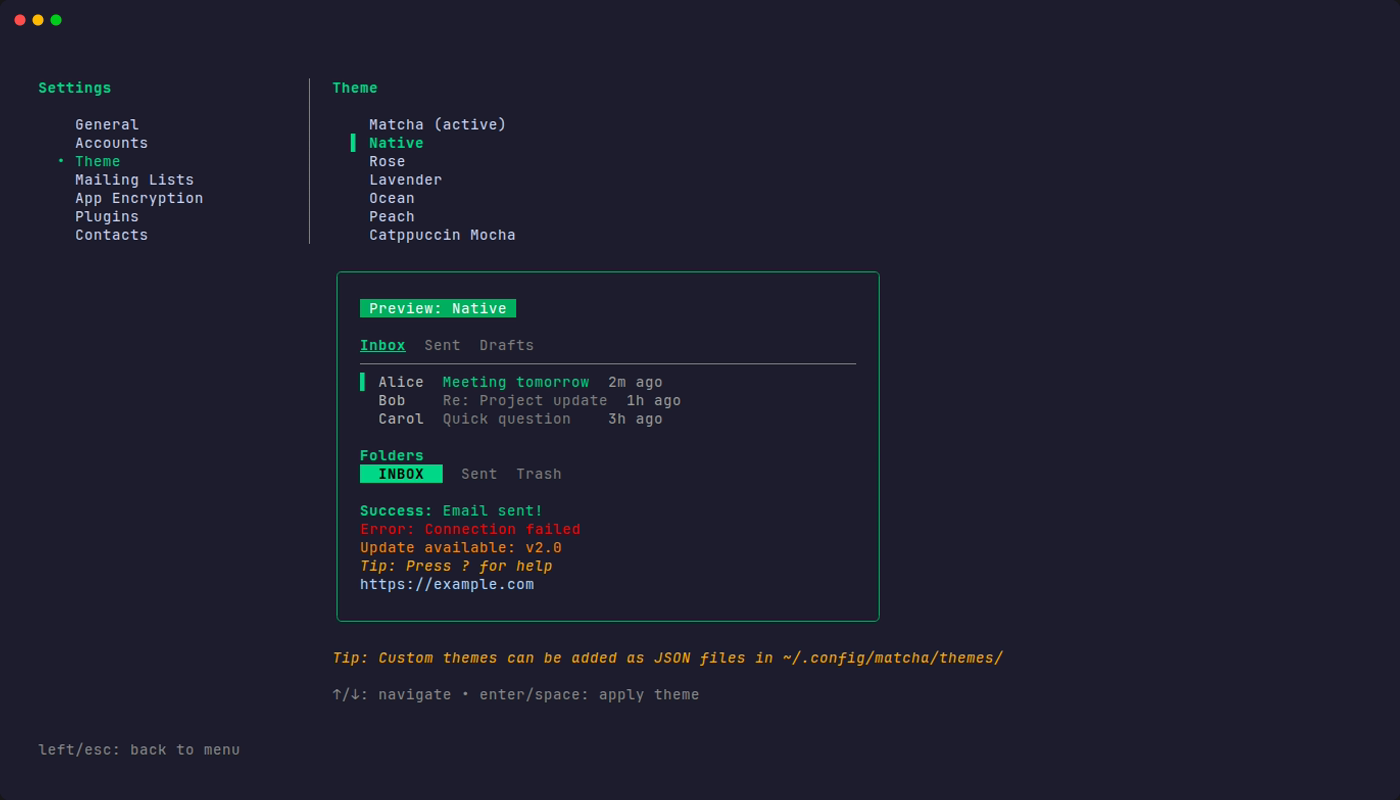 Settings
General
Accounts
• Theme
Mailing Lists
App Encryption
Plugins
Contacts
Theme
Matcha (active)
Native
Rose
Lavender
Ocean
Peach
Catppuccin Mocha
Preview: Native
Inbox Sent Drafts
Alice Meeting tomorrow 2m ago
Bob Re: Project update 1h ago
Carol Quick question 3h ago
Folders
INBOX Sent Trash
Success: Email sent!
Error: Connection failed
Update available: v2.0
Tip: Press ? for help
https://example.com
Tip: Custom themes can be added as JSON files in ~/.config/matcha/themes/
↑/↓: navigate • enter/space: apply theme
left/esc: back to menu